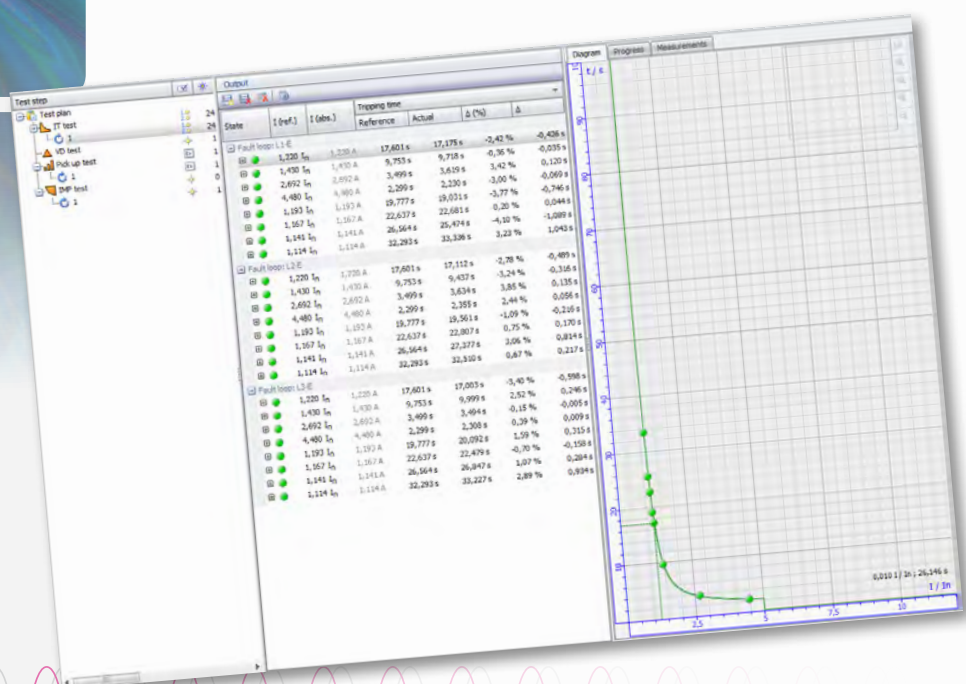 Test step
Test plan 24
IT test 24
1 1
VD test 1
Pick up test 1
1 0
IMP test 1
1
Output
State I (ref.) I (abs.) Tripping time
Reference Actual Δ (%) Δ
Fault loop: L1-E
1,220 In 1,220 A 17,601 s 17,175 s -2,42 % -0,426 s
1,430 In 1,430 A 9,753 s 9,718 s -0,36 % -0,035 s
2,692 In 2,692 A 3,499 s 3,619 s 3,42 % 0,120 s
4,480 In 4,480 A 2,299 s 2,230 s -3,00 % -0,069 s
1,193 In 1,193 A 19,777 s 19,031 s -3,77 % -0,746 s
1,167 In 1,167 A 22,637 s 22,681 s 0,20 % 0,044 s
1,141 In 1,141 A 26,564 s 25,474 s -4,10 % -1,089 s
1,114 In 1,114 A 32,293 s 33,336 s 3,23 % 1,043 s
Fault loop: L2-E
1,220 In 1,220 A 17,601 s 17,112 s -2,78 % -0,489 s
1,430 In 1,430 A 9,753 s 9,437 s -3,24 % -0,316 s
2,692 In 2,692 A 3,499 s 3,634 s 3,85 % 0,135 s
4,480 In 4,480 A 2,299 s 2,355 s 2,44 % 0,056 s
1,193 In 1,193 A 19,777 s 19,561 s -1,09 % -0,216 s
1,167 In 1,167 A 22,637 s 22,807 s 0,75 % 0,170 s
1,141 In 1,141 A 26,564 s 27,377 s 3,06 % 0,814 s
1,114 In 1,114 A 32,293 s 32,510 s 0,67 % 0,217 s
Fault loop: L3-E
1,220 In 1,220 A 17,601 s 17,003 s -3,40 % -0,598 s
1,430 In 1,430 A 9,753 s 9,999 s 2,52 % 0,246 s
2,692 In 2,692 A 3,499 s 3,494 s -0,15 % -0,005 s
4,480 In 4,480 A 2,299 s 2,308 s 0,39 % 0,009 s
1,193 In 1,193 A 19,777 s 20,092 s 1,59 % 0,315 s
1,167 In 1,167 A 22,637 s 22,479 s -0,70 % -0,158 s
1,141 In 1,141 A 26,564 s 26,847 s 1,07 % 0,284 s
1,114 In 1,114 A 32,293 s 33,227 s 2,89 % 0,934 s
Diagram Progress Measurements
t / s
90
80
70
60
50
40
30
20
10
0,010 I / In ; 26,146 s
I / In
2,5 5 7,5 10